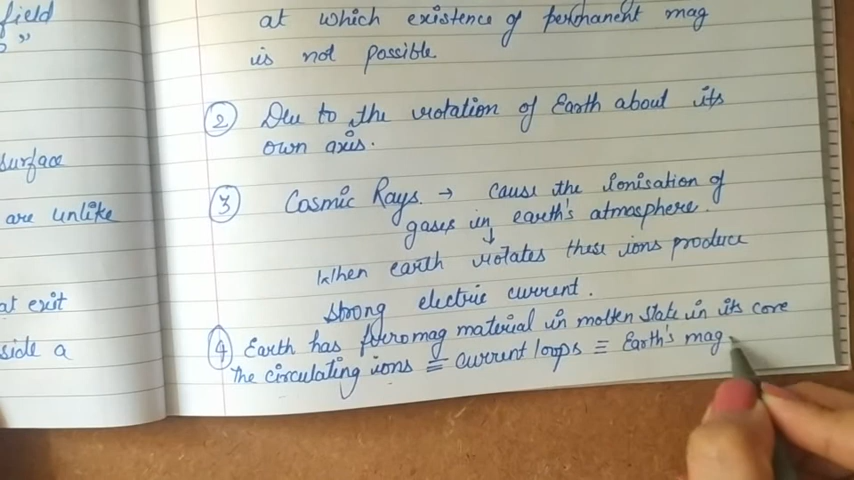 field
”
surface
are unlike
at exit
side a
at which existence of permanent mag
is not possible
② Due to the rotation of Earth about its
own axis.
③ Cosmic Rays. → cause the Ionisation of
gases in earth's atmosphere.
↓
When earth rotates these ions produce
strong electric current.
④ Earth has ferromag material in molten state in its core
The circulating ions ≡ current loops ≡ Earth's mag